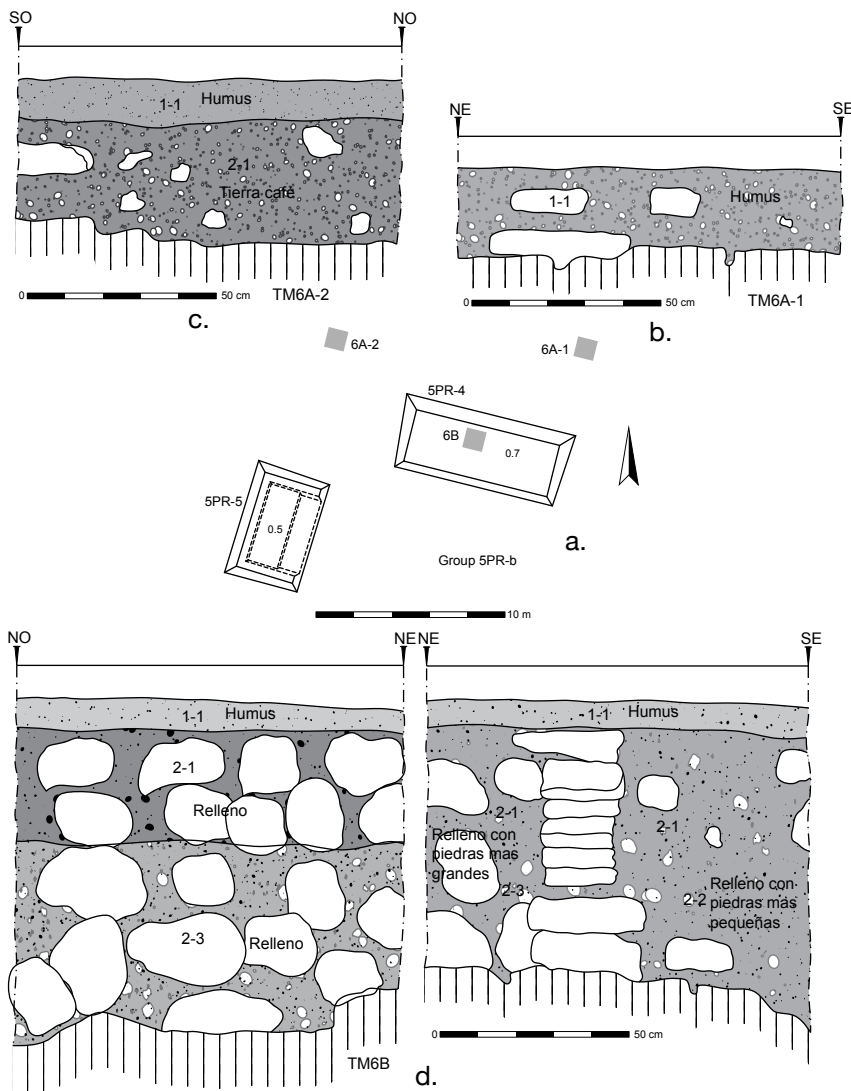 SO
NO
1-1
Humus
2-1
Tierra café
0
50 cm
TM6A-2
c.
NE
SE
1-1
Humus
0
50 cm
TM6A-1
b.
6A-2
6A-1
5PR-4
6B
0.7
5PR-5
0.5
a.
Group 5PR-b
10 m
NO
NE
1-1
Humus
2-1
Relleno
2-3
Relleno
TM6B
NE
SE
1-1
Humus
2-1
2-1
Relleno con
piedras mas
grandes
2-3
2-2
Relleno con
piedras más
pequeñas
0
50 cm
d.